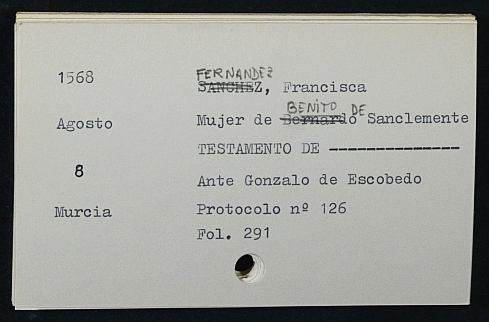 1568
FERNANDEZ
SANCHEZ, Francisca
BENITO DE
Agosto
Mujer de Bernardo Sanclemente
TESTAMENTO DE ---------------
8
Ante Gonzalo de Escobedo
Murcia
Protocolo nº 126
Fol. 291